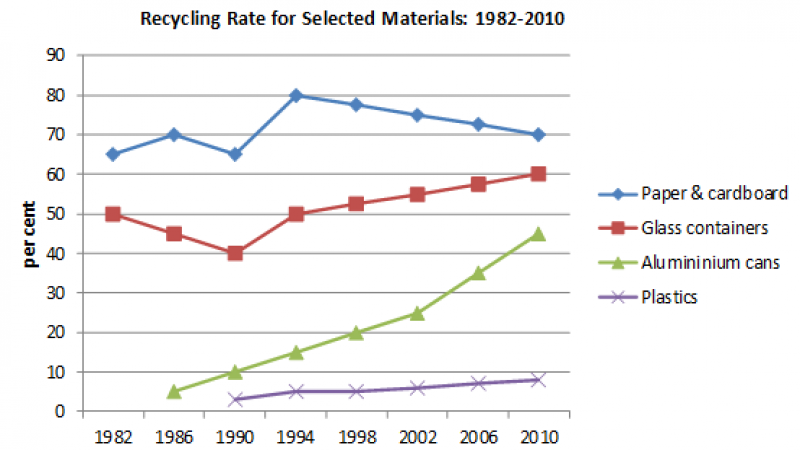 Recycling Rate for Selected Materials: 1982-2010
90
80
70
60
50
40
30
20
10
0
per cent
1982 1986 1990 1994 1998 2002 2006 2010
Paper & cardboard
Glass containers
Alumininium cans
Plastics